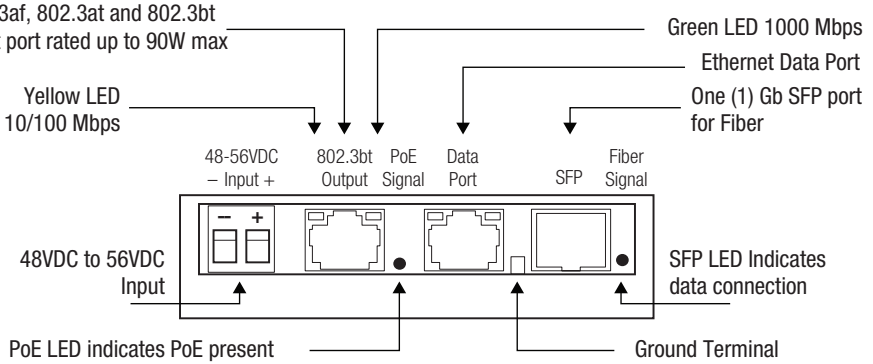 3af, 802.3at and 802.3bt
port rated up to 90W max
Green LED 1000 Mbps
Ethernet Data Port
Yellow LED
10/100 Mbps
One (1) Gb SFP port
for Fiber
48-56VDC
– Input +
802.3bt
Output
PoE
Signal
Data
Port
SFP
Fiber
Signal
– +
48VDC to 56VDC
Input
SFP LED Indicates
data connection
PoE LED indicates PoE present
Ground Terminal